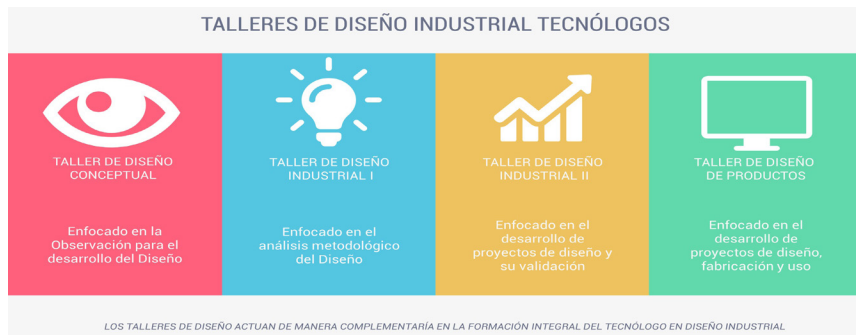 TALLERES DE DISEÑO INDUSTRIAL TECNÓLOGOS
TALLER DE DISEÑO
CONCEPTUAL
Enfocado en la
Observación para el
desarrollo del Diseño
TALLER DE DISEÑO
INDUSTRIAL I
Enfocado en el
análisis metodológico
del Diseño
TALLER DE DISEÑO
INDUSTRIAL II
Enfocado en el
desarrollo de
proyectos de diseño y
su validación
TALLER DE DISEÑO
DE PRODUCTOS
Enfocado en el
desarrollo de
proyectos de diseño,
fabricación y uso
LOS TALLERES DE DISEÑO ACTUAN DE MANERA COMPLEMENTARÍA EN LA FORMACIÓN INTEGRAL DEL TECNÓLOGO EN DISEÑO INDUSTRIAL